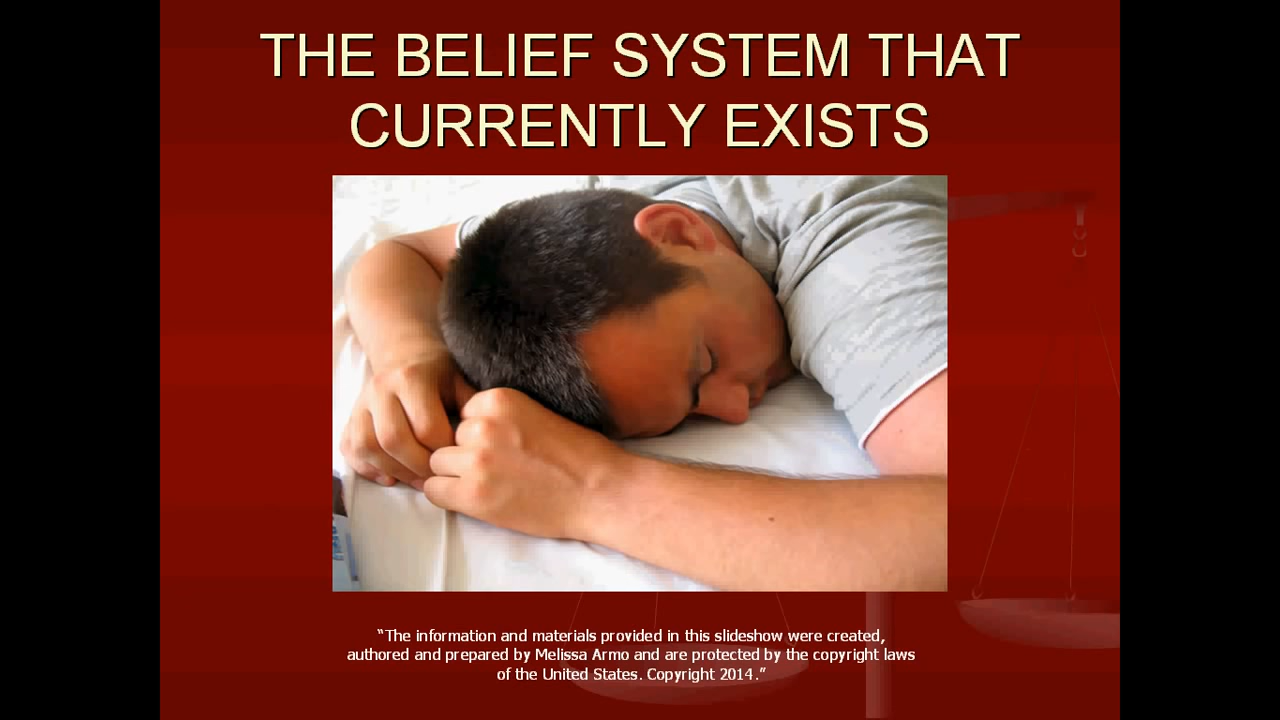 THE BELIEF SYSTEM THAT
CURRENTLY EXISTS
“The information and materials provided in this slideshow were created,
authored and prepared by Melissa Armo and are protected by the copyright laws
of the United States. Copyright 2014.”